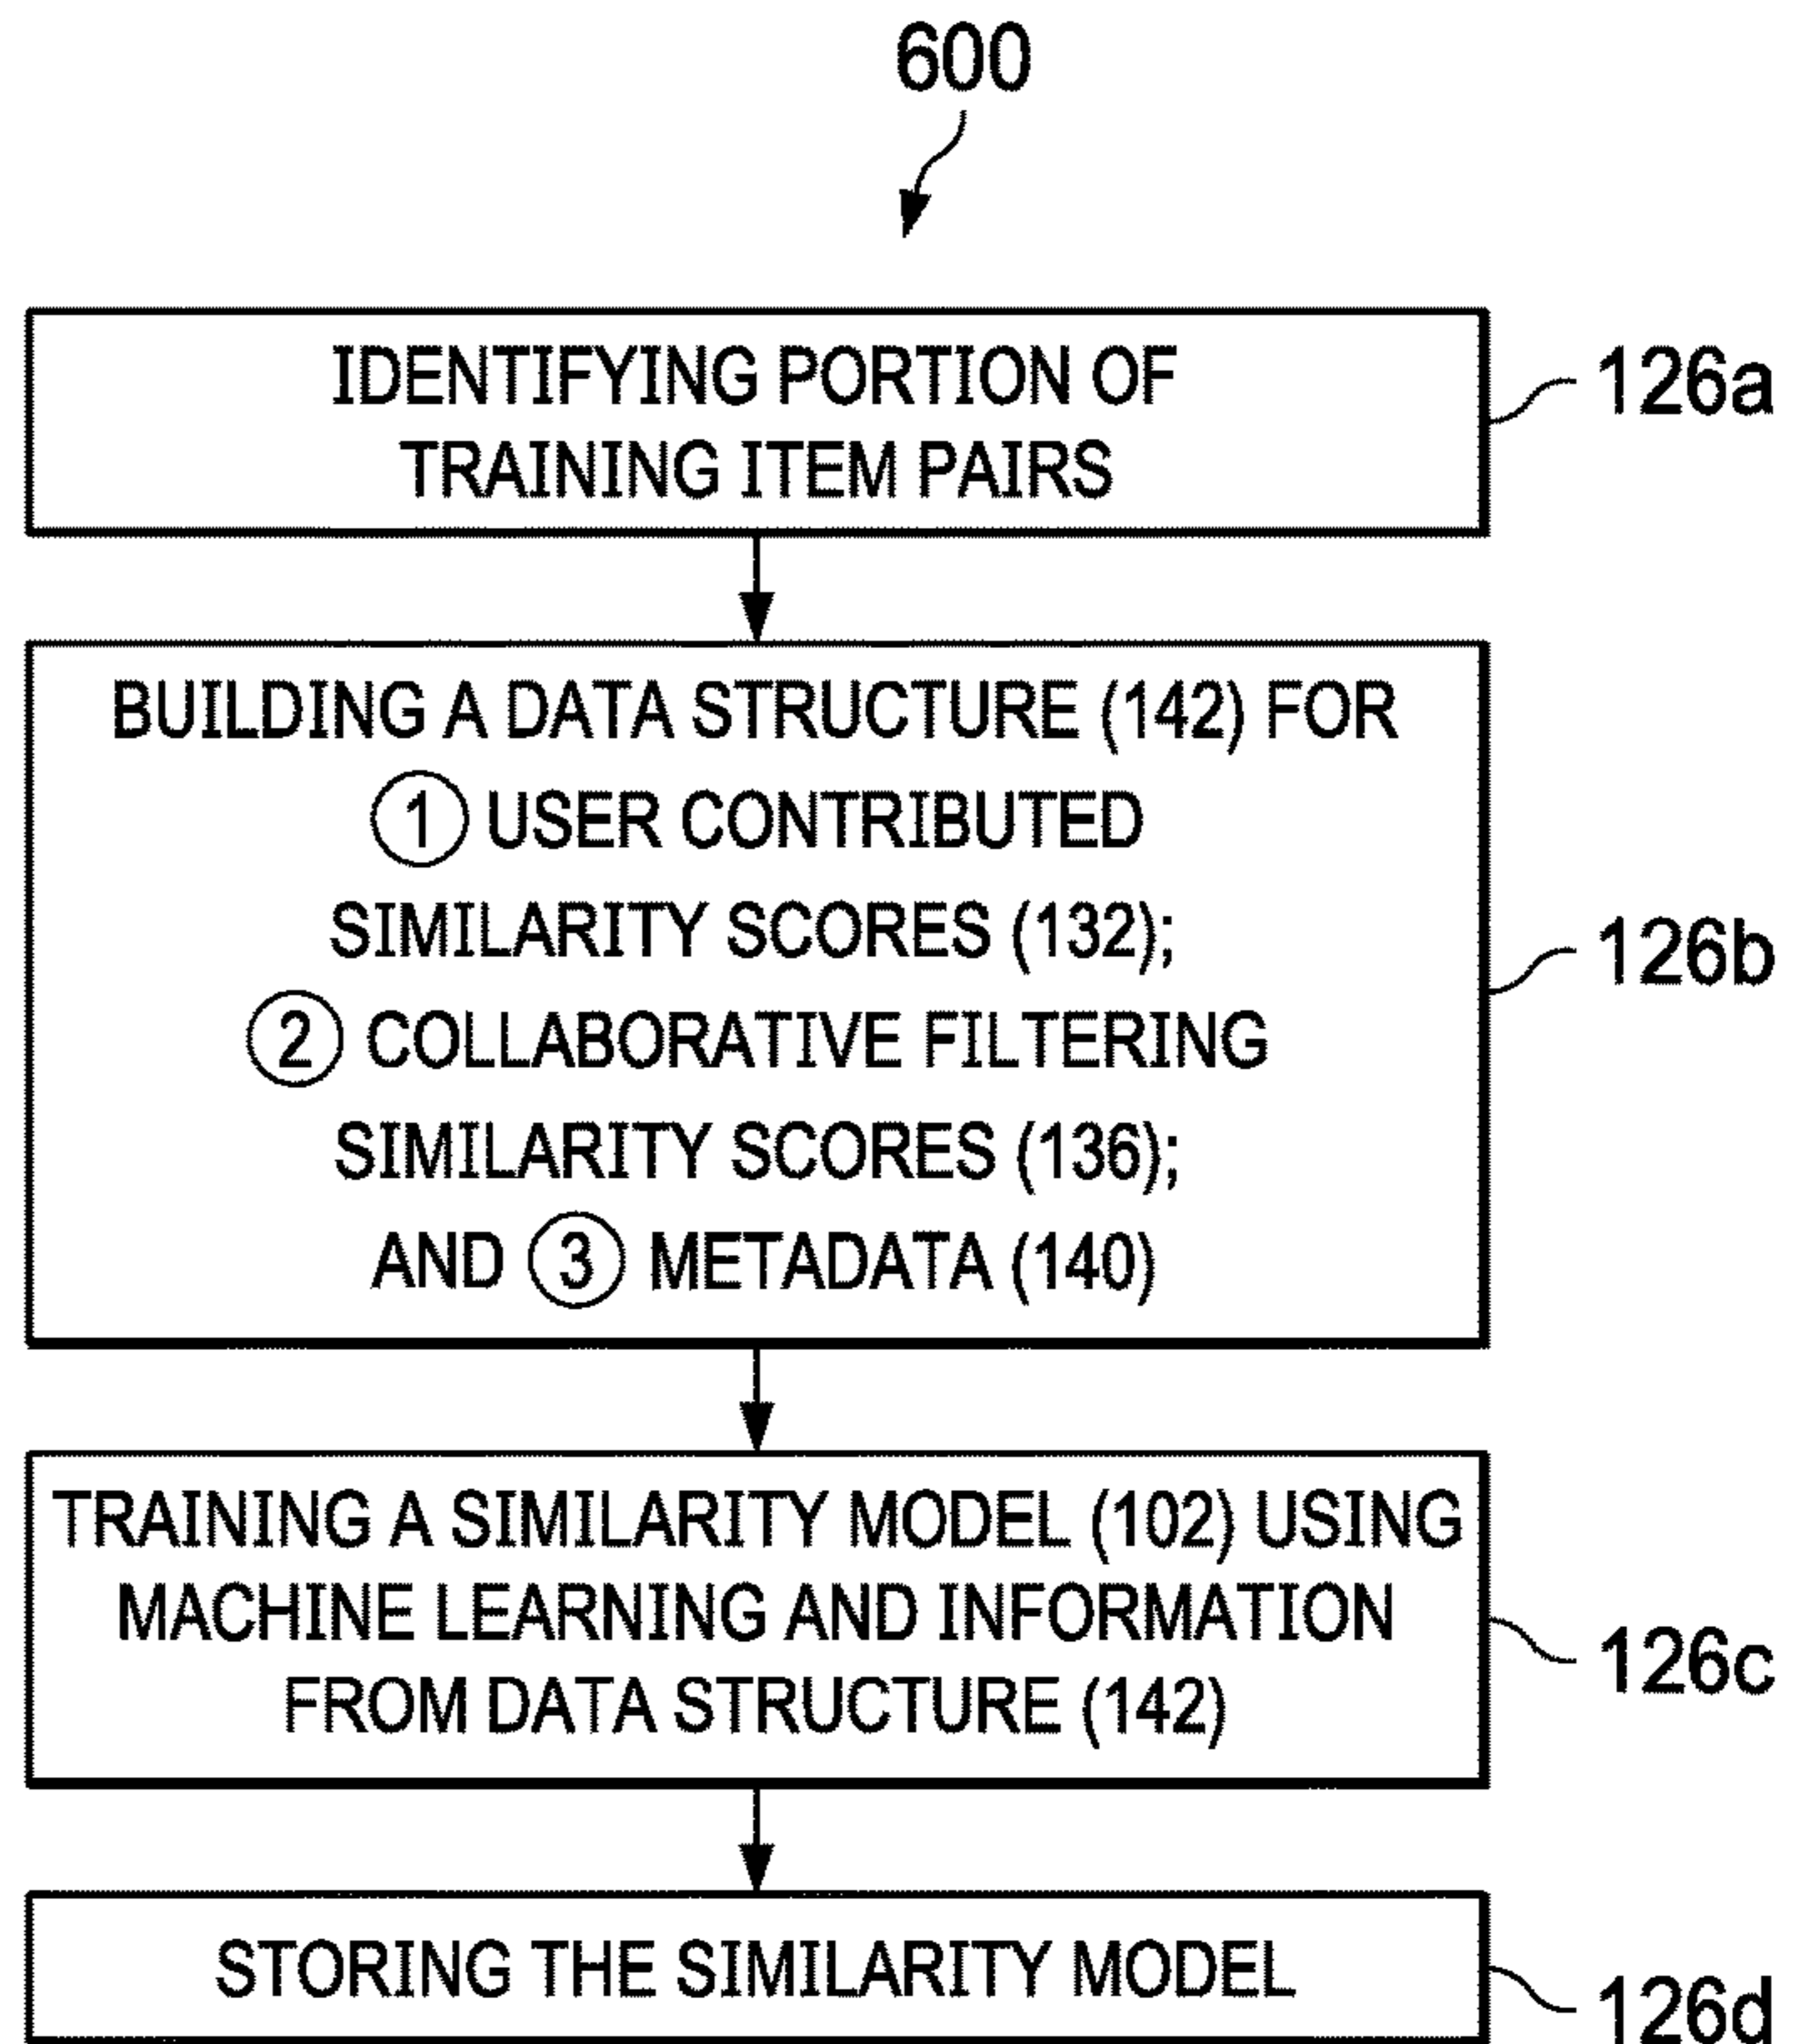 600
IDENTIFYING PORTION OF
TRAINING ITEM PAIRS
126a
BUILDING A DATA STRUCTURE (142) FOR
1 USER CONTRIBUTED
SIMILARITY SCORES (132);
2 COLLABORATIVE FILTERING
SIMILARITY SCORES (136);
AND 3 METADATA (140)
126b
TRAINING A SIMILARITY MODEL (102) USING
MACHINE LEARNING AND INFORMATION
FROM DATA STRUCTURE (142)
126c
STORING THE SIMILARITY MODEL
126d